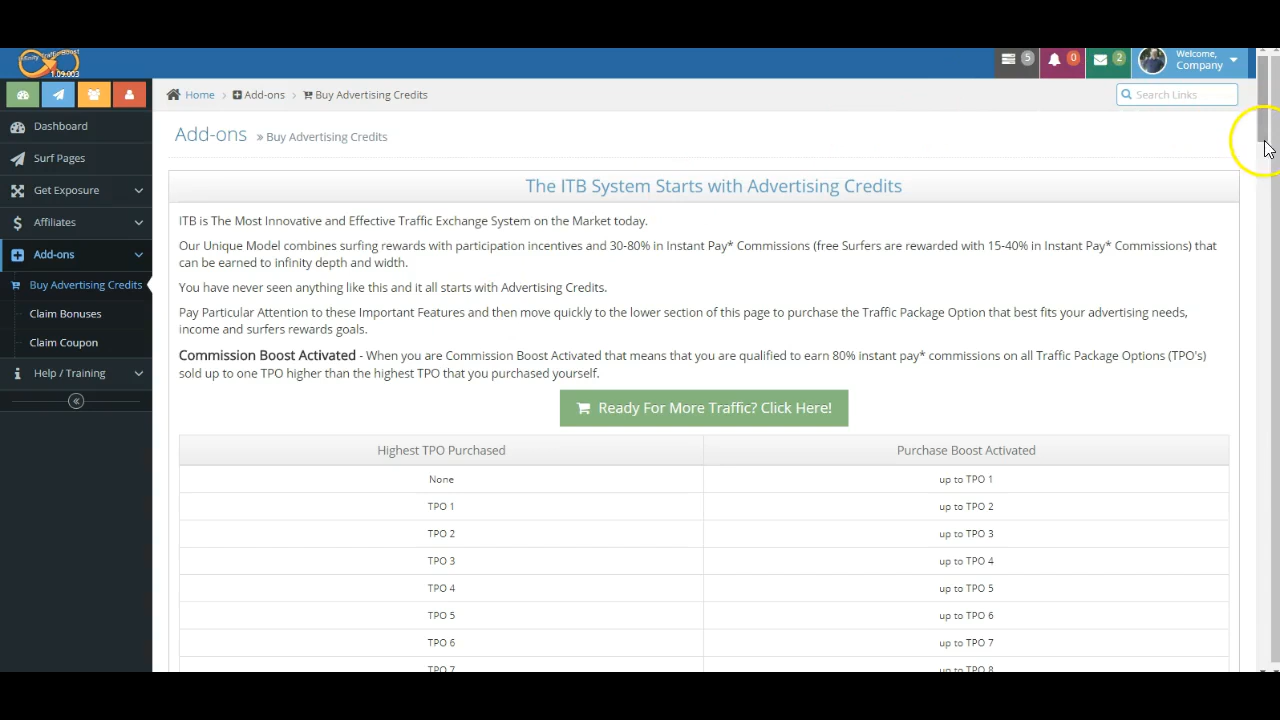 Infinity Traffic Boost
1.09.003
5
0
2
Welcome,
Company
Home
Add-ons
Buy Advertising Credits
Search Links
Dashboard
Surf Pages
Get Exposure
Affiliates
Add-ons
Buy Advertising Credits
Claim Bonuses
Claim Coupon
Help / Training
Add-ons » Buy Advertising Credits
The ITB System Starts with Advertising Credits
ITB is The Most Innovative and Effective Traffic Exchange System on the Market today.
Our Unique Model combines surfing rewards with participation incentives and 30-80% in Instant Pay* Commissions (free Surfers are rewarded with 15-40% in Instant Pay* Commissions) that
can be earned to infinity depth and width.
You have never seen anything like this and it all starts with Advertising Credits.
Pay Particular Attention to these Important Features and then move quickly to the lower section of this page to purchase the Traffic Package Option that best fits your advertising needs,
income and surfers rewards goals.
Commission Boost Activated - When you are Commission Boost Activated that means that you are qualified to earn 80% instant pay* commissions on all Traffic Package Options (TPO's)
sold up to one TPO higher than the highest TPO that you purchased yourself.
Ready For More Traffic? Click Here!
Highest TPO Purchased Purchase Boost Activated
None up to TPO 1
TPO 1 up to TPO 2
TPO 2 up to TPO 3
TPO 3 up to TPO 4
TPO 4 up to TPO 5
TPO 5 up to TPO 6
TPO 6 up to TPO 7
TPO 7 up to TPO 8